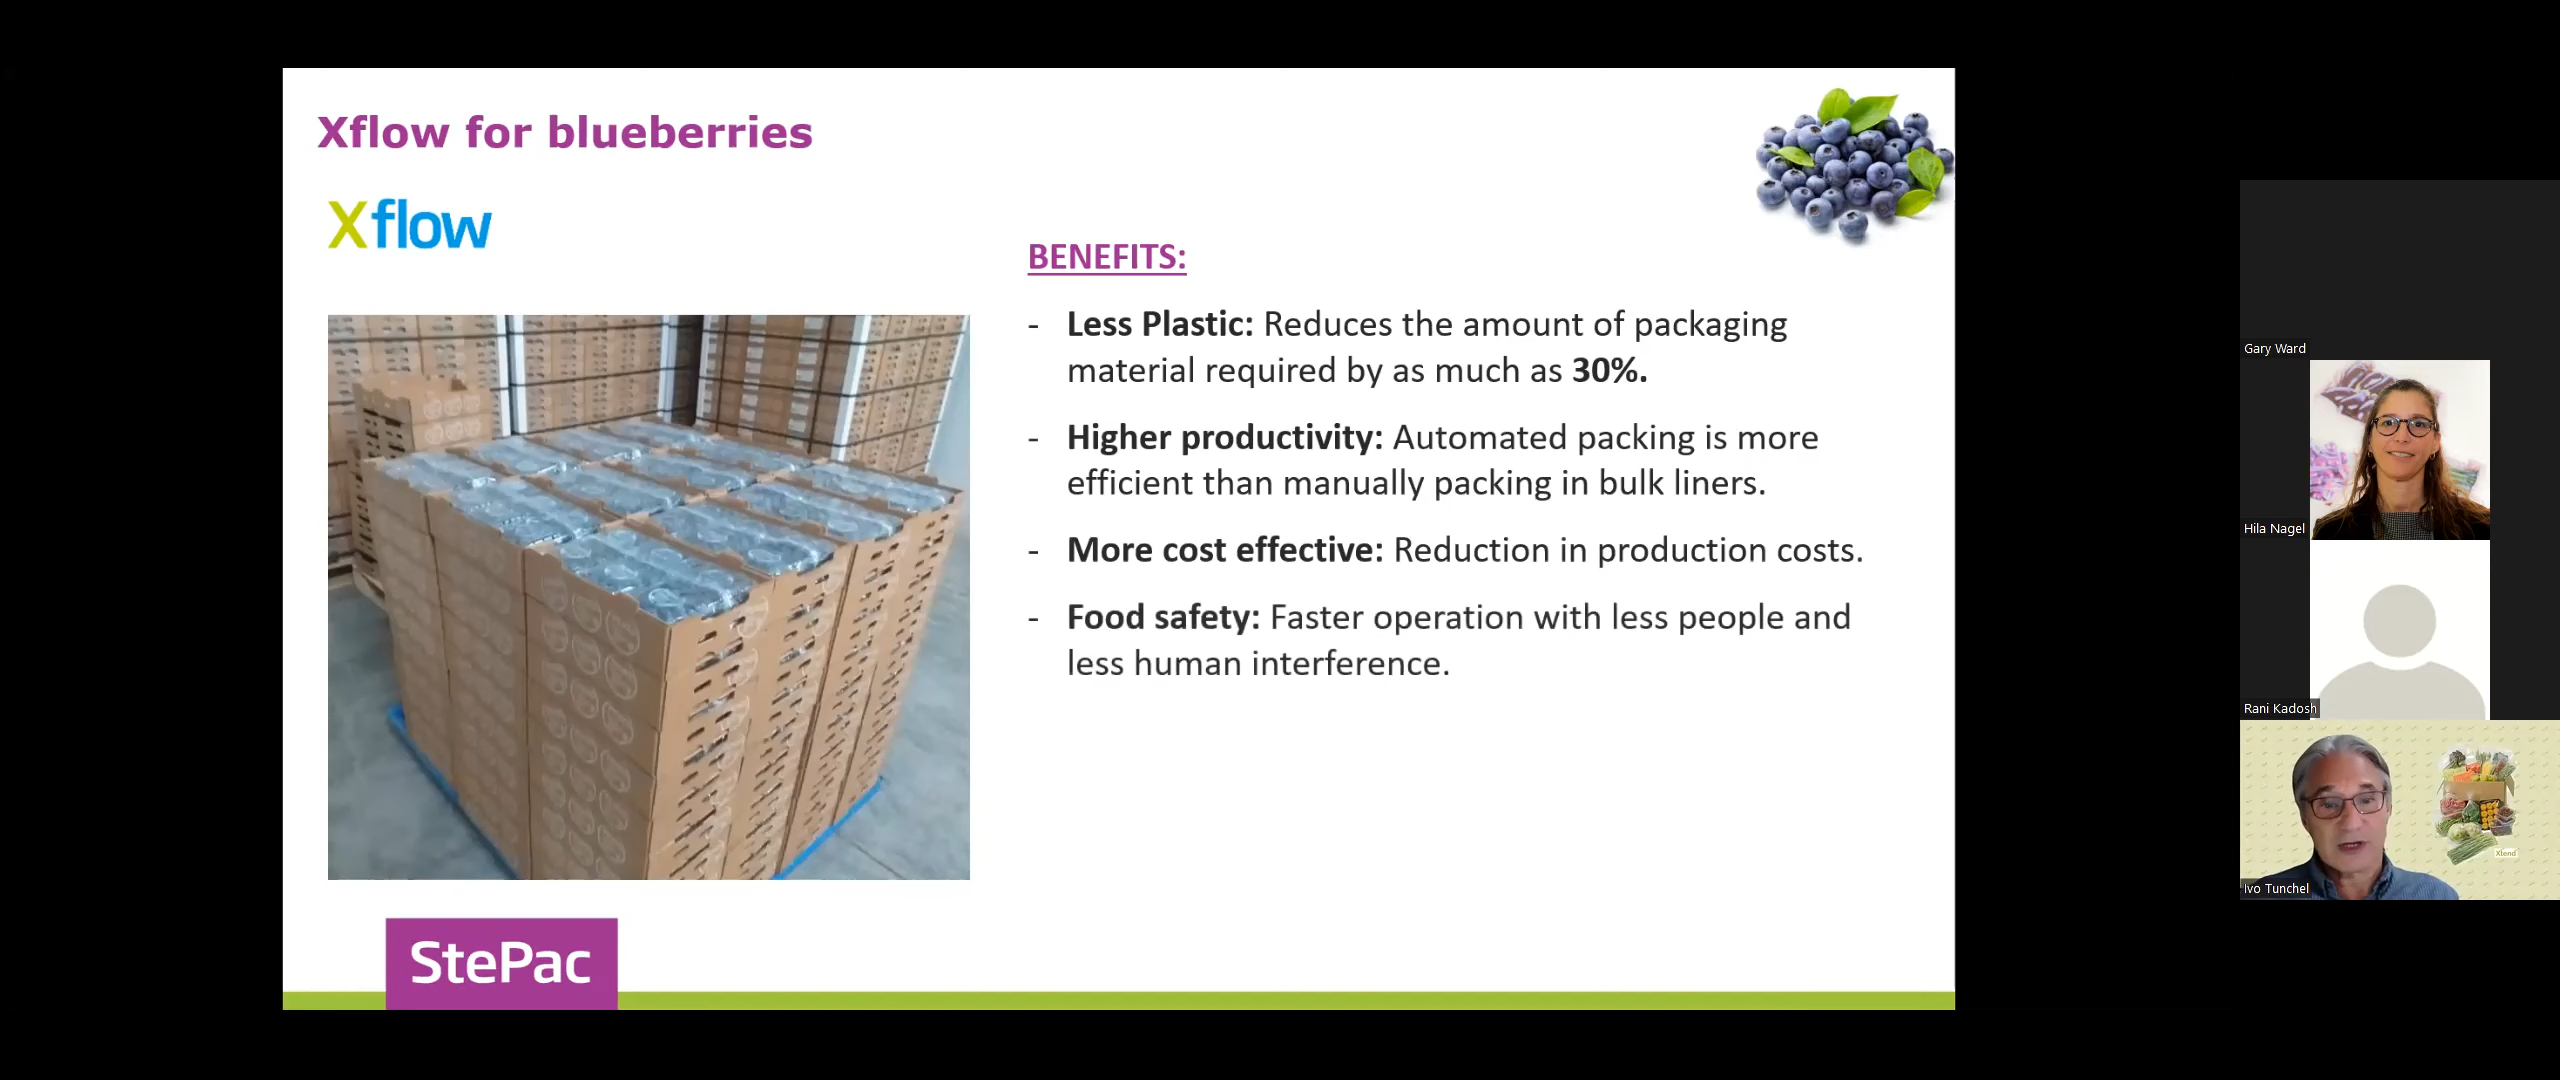 Xflow for blueberries
Xflow
BENEFITS:
- Less Plastic: Reduces the amount of packaging
material required by as much as 30%.
- Higher productivity: Automated packing is more
efficient than manually packing in bulk liners.
- More cost effective: Reduction in production costs.
- Food safety: Faster operation with less people and
less human interference.
StePac
Gary Ward
Hila Nagel
Rani Kadosh
Xtend
Ivo Tunchel